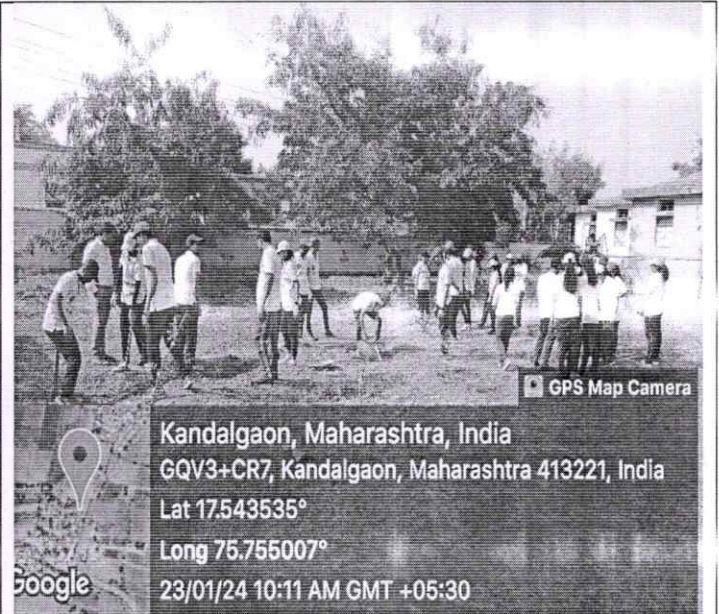 GPS Map Camera
Kandalgaon, Maharashtra, India
GQV3+CR7, Kandalgaon, Maharashtra 413221, India
Lat 17.543535°
Long 75.755007°
23/01/24 10:11 AM GMT +05:30
Google